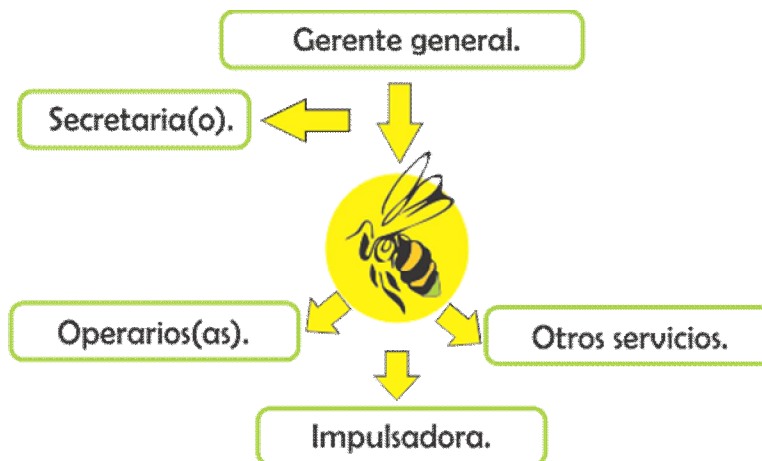 Gerente general.
Secretaria(o).
Operarios(as).
Otros servicios.
Impulsadora.